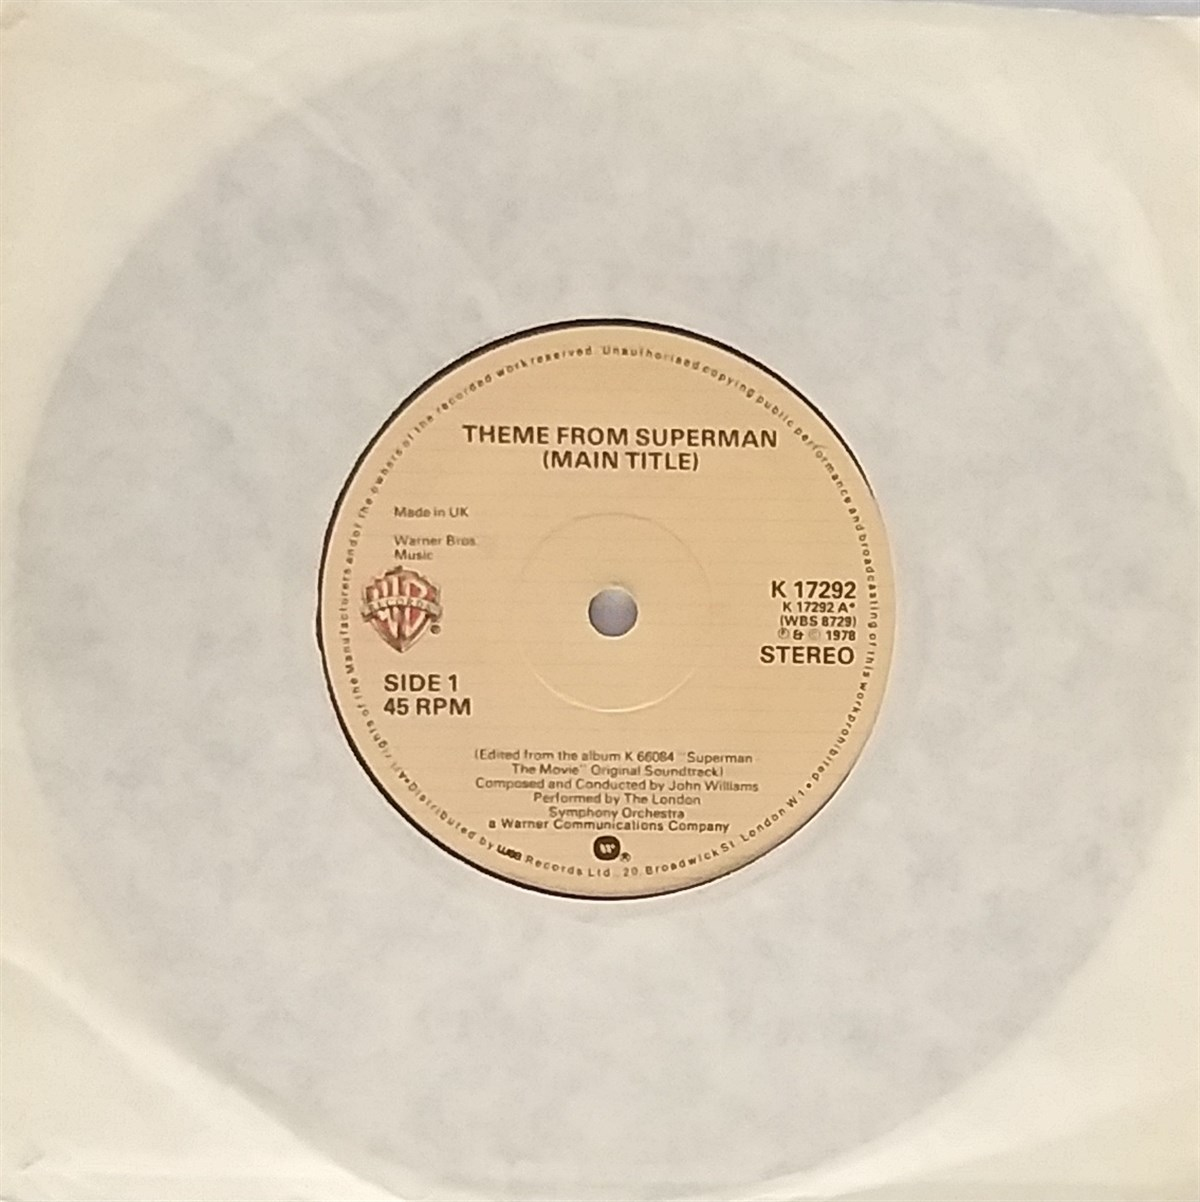 THEME FROM SUPERMAN
(MAIN TITLE)
Made in UK
Warner Bros.
Music
WB
RECORDS
®
SIDE 1
45 RPM
K 17292
K 17292 A*
(WBS 8729)
℗ & © 1978
STEREO
(Edited from the album K 66084 "Superman
The Movie" Original Soundtrack)
Composed and Conducted by John Williams
Performed by The London
Symphony Orchestra
a Warner Communications Company
®
•All rights of the Manufacturers and of the owners of the recorded work reserved. Unauthorised copying public performance and broadcasting of this work prohibited•
Distributed by wea Records Ltd., 20, Broadwick St. London W1